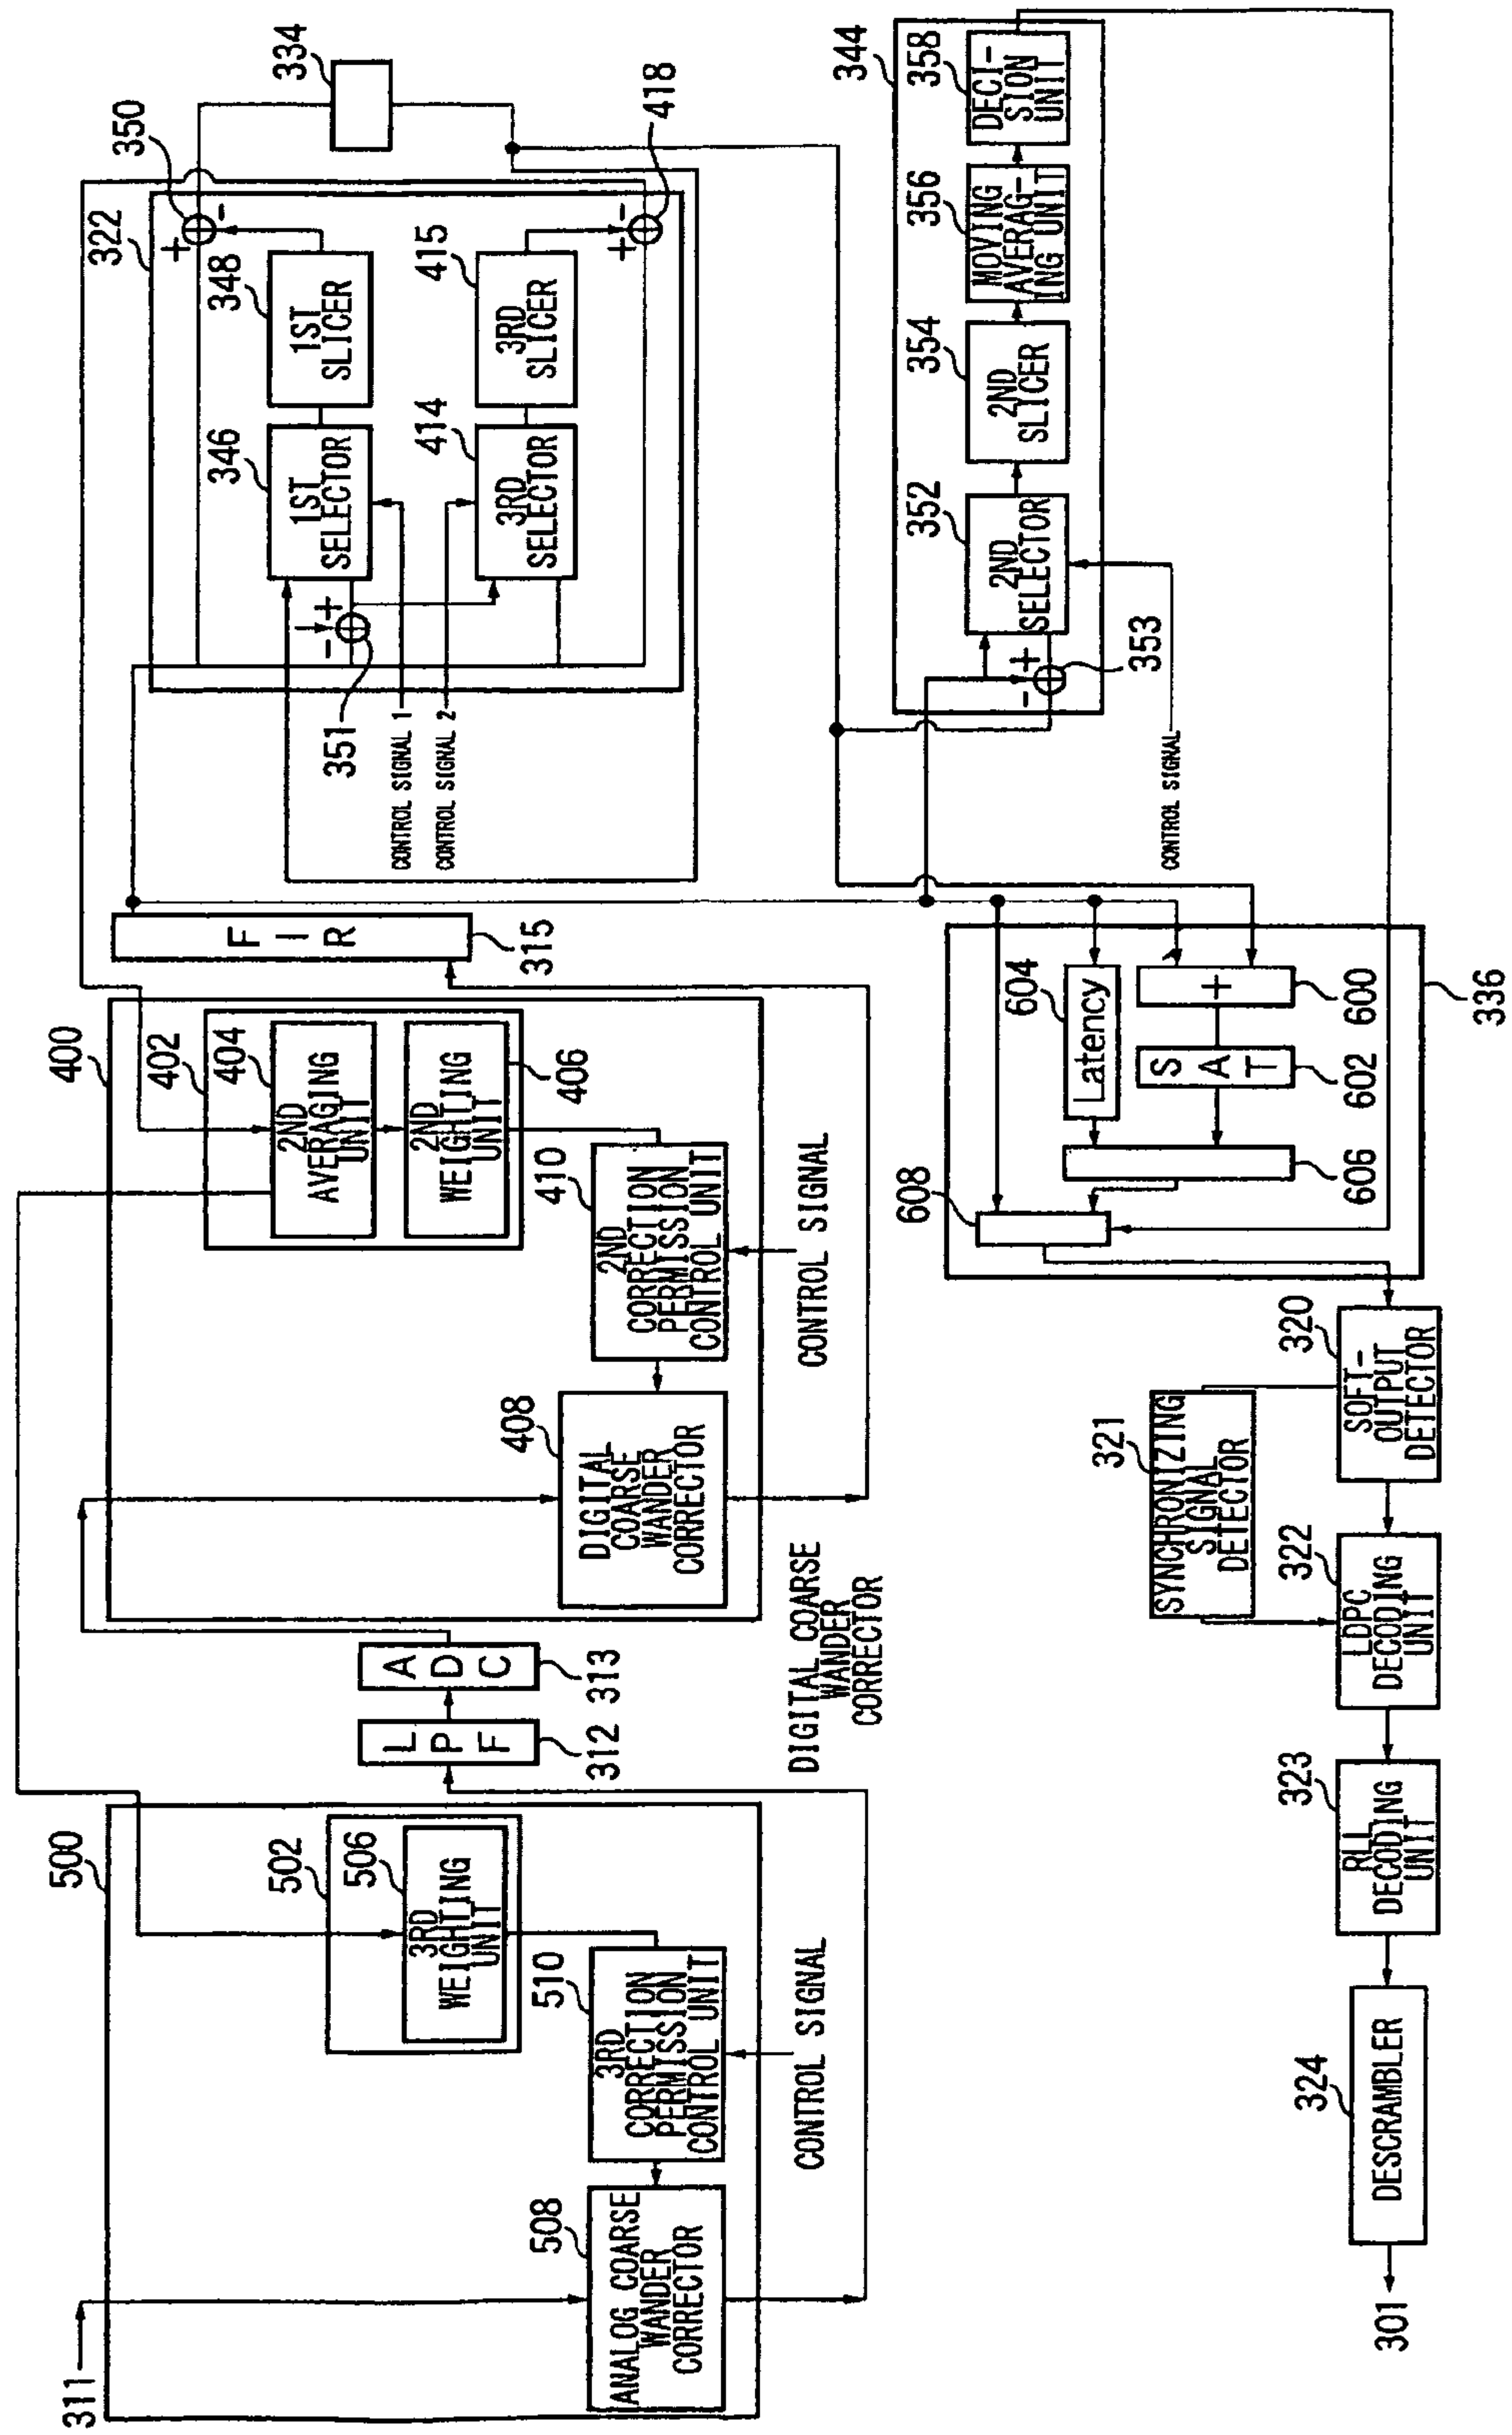 311
500
502
506
3RD
WEIGHTING
UNIT
510
3RD
CORRECTION
PERMISSION
CONTROL UNIT
508
ANALOG COARSE
WANDER
CORRECTOR
CONTROL SIGNAL
L
P
F
312
A
D
C
313
DIGITAL COARSE
WANDER
CORRECTOR
400
402
404
2ND
AVERAGING
UNIT
2ND
WEIGHTING
UNIT
406
410
2ND
CORRECTION
PERMISSION
CONTROL UNIT
408
DIGITAL
COARSE
WANDER
CORRECTOR
CONTROL SIGNAL
F
I
R
315
322
350
+
-
348
1ST
SLICER
346
1ST
SELECTOR
415
3RD
SLICER
414
3RD
SELECTOR
+
-
418
334
-
+
351
CONTROL SIGNAL 1
CONTROL SIGNAL 2
344
352
2ND
SELECTOR
354
2ND
SLICER
356
MOVING
AVERAG-
ING UNIT
358
DECI-
SION
UNIT
-
+
353
CONTROL SIGNAL
336
604
Latency
+
600
S
A
T
602
606
608
320
SOFT-
OUTPUT
DETECTOR
321
SYNCHRONIZING
SIGNAL
DETECTOR
322
LDPC
DECODING
UNIT
323
RLL
DECODING
UNIT
324
DESCRAMBLER
301